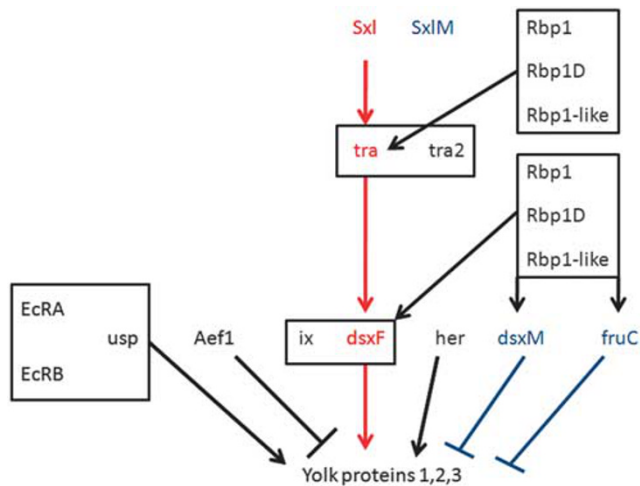 Sxl SxlM
Rbp1
Rbp1D
Rbp1-like
tra tra2
Rbp1
Rbp1D
Rbp1-like
EcRA
usp
EcRB
Aef1
ix dsxF
her
dsxM
fruC
Yolk proteins 1,2,3